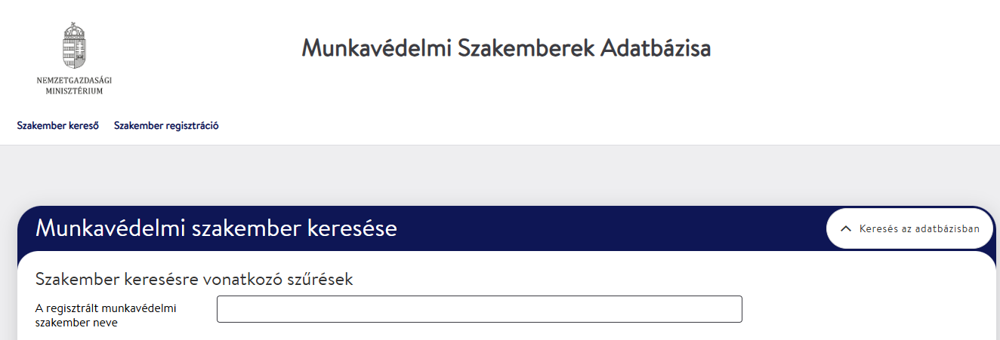 NEMZETGAZDASÁGI
MINISZTÉRIUM
Munkavédelmi Szakemberek Adatbázisa
Szakember kereső Szakember regisztráció
Munkavédelmi szakember keresése
Keresés az adatbázisban
Szakember keresésre vonatkozó szűrések
A regisztrált munkavédelmi
szakember neve